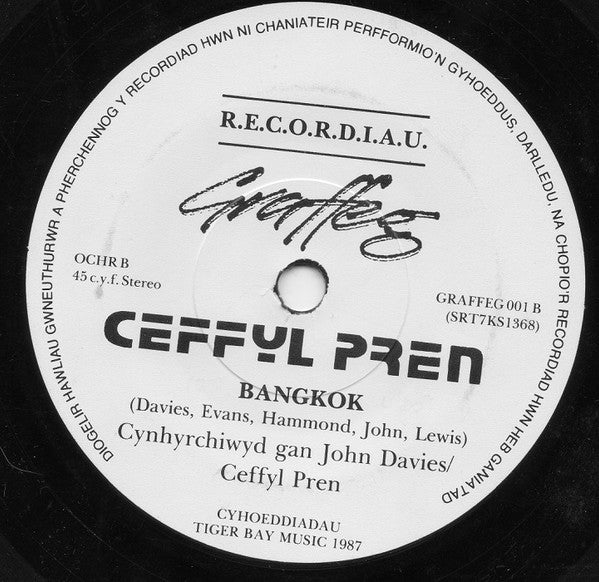 DIOGELIR HAWLIAU GWNEUTHURWR A PHERCHENNOG Y RECORDIAD HWN NI CHANIATEIR PERFFORMIO'N GYHOEDDUS, DARLLEDU, NA CHOPIO'R RECORDIAD HWN HEB GANIATAD
R.E.C.O.R.D.I.A.U.
Graffeg
OCHR B
45 c.y.f. Stereo
GRAFFEG 001 B
(SRT7KS1368)
CEFFYL PREN
BANGKOK
(Davies, Evans, Hammond, John, Lewis)
Cynhyrchiwyd gan John Davies/
Ceffyl Pren
CYHOEDDIADAU
TIGER BAY MUSIC 1987